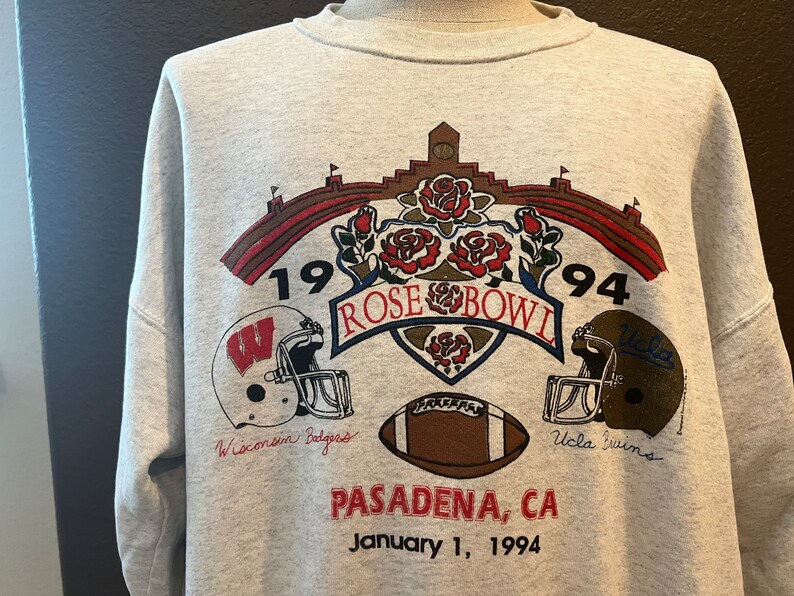 19 94
ROSE BOWL
W
Ucla
Wisconsin Badgers
Ucla Bruins
PASADENA, CA
January 1, 1994